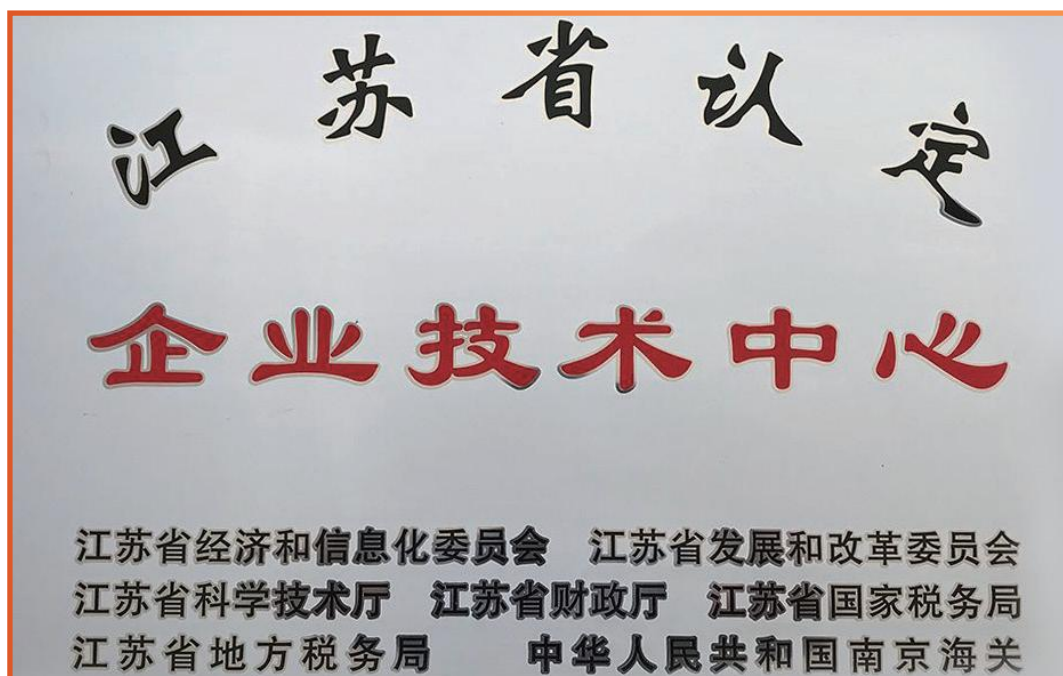 江苏省认定
企业技术中心
江苏省经济和信息化委员会 江苏省发展和改革委员会
江苏省科学技术厅 江苏省财政厅 江苏省国家税务局
江苏省地方税务局 中华人民共和国南京海关